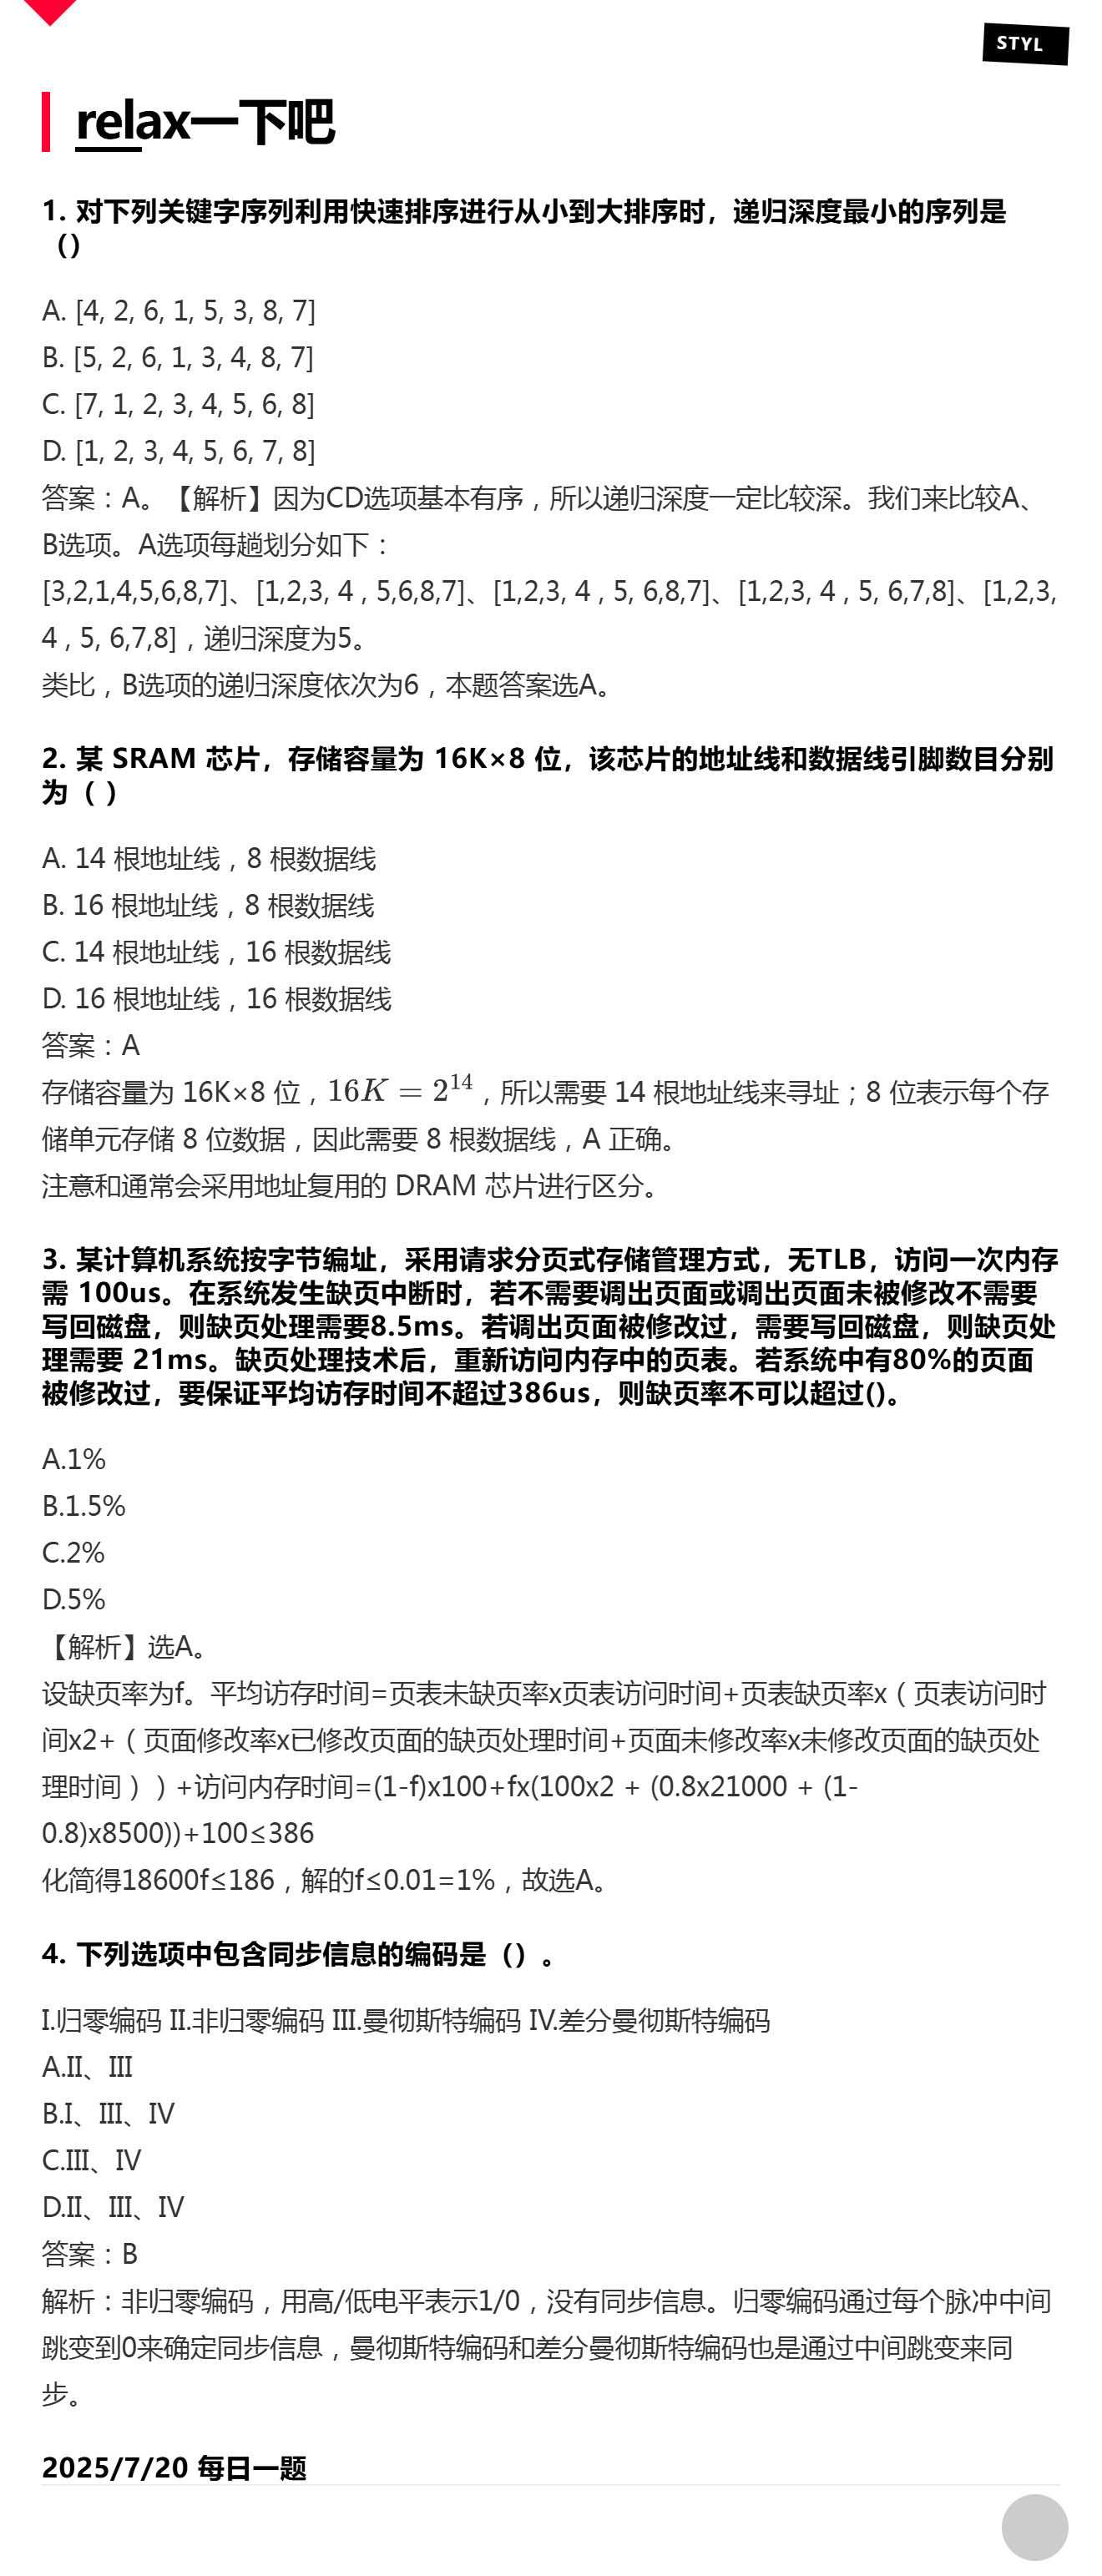 STYL
relax一下吧
1. 对下列关键字序列利用快速排序进行从小到大排序时，递归深度最小的序列是
（）
A. [4, 2, 6, 1, 5, 3, 8, 7]
B. [5, 2, 6, 1, 3, 4, 8, 7]
C. [7, 1, 2, 3, 4, 5, 6, 8]
D. [1, 2, 3, 4, 5, 6, 7, 8]
答案：A。【解析】因为CD选项基本有序，所以递归深度一定比较深。我们来比较A、
B选项。A选项每趟划分如下：
[3,2,1,4,5,6,8,7]、[1,2,3, 4 , 5,6,8,7]、[1,2,3, 4 , 5, 6,8,7]、[1,2,3, 4 , 5, 6,7,8]、[1,2,3,
4 , 5, 6,7,8]，递归深度为5。
类比，B选项的递归深度依次为6，本题答案选A。
2. 某 SRAM 芯片，存储容量为 16K×8 位，该芯片的地址线和数据线引脚数目分别
为（ ）
A. 14 根地址线，8 根数据线
B. 16 根地址线，8 根数据线
C. 14 根地址线，16 根数据线
D. 16 根地址线，16 根数据线
答案：A
存储容量为 16K×8 位，16K = 2^14，所以需要 14 根地址线来寻址；8 位表示每个存
储单元存储 8 位数据，因此需要 8 根数据线，A 正确。
注意和通常会采用地址复用的 DRAM 芯片进行区分。
3. 某计算机系统按字节编址，采用请求分页式存储管理方式，无TLB，访问一次内存
需 100us。在系统发生缺页中断时，若不需要调出页面或调出页面未被修改不需要
写回磁盘，则缺页处理需要8.5ms。若调出页面被修改过，需要写回磁盘，则缺页处
理需要 21ms。缺页处理技术后，重新访问内存中的页表。若系统中有80%的页面
被修改过，要保证平均访存时间不超过386us，则缺页率不可以超过()。
A.1%
B.1.5%
C.2%
D.5%
【解析】选A。
设缺页率为f。平均访存时间=页表未缺页率x页表访问时间+页表缺页率x（页表访问时
间x2+（页面修改率x已修改页面的缺页处理时间+页面未修改率x未修改页面的缺页处
理时间））+访问内存时间=(1-f)x100+fx(100x2 + (0.8x21000 + (1-
0.8)x8500))+100≤386
化简得18600f≤186，解的f≤0.01=1%，故选A。
4. 下列选项中包含同步信息的编码是（）。
I.归零编码 II.非归零编码 III.曼彻斯特编码 IV.差分曼彻斯特编码
A.II、III
B.I、III、IV
C.III、IV
D.II、III、IV
答案：B
解析：非归零编码，用高/低电平表示1/0，没有同步信息。归零编码通过每个脉冲中间
跳变到0来确定同步信息，曼彻斯特编码和差分曼彻斯特编码也是通过中间跳变来同
步。
2025/7/20 每日一题